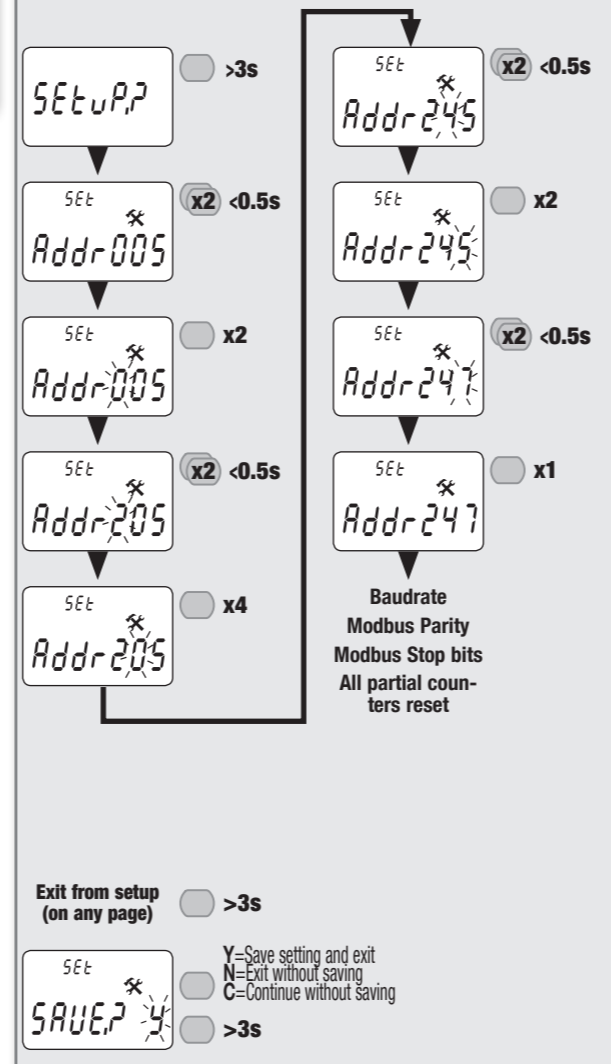 SEtuP,?
>3s
SEt
Addr005
x2 <0.5s
SEt
Addr005
x2
SEt
Addr205
x2 <0.5s
SEt
Addr205
x4
SEt
Addr245
x2 <0.5s
SEt
Addr245
x2
SEt
Addr247
x2 <0.5s
SEt
Addr247
x1
Baudrate
Modbus Parity
Modbus Stop bits
All partial coun-
ters reset
Exit from setup
(on any page)
>3s
SEt
SAVE,? Y
Y=Save setting and exit
N=Exit without saving
C=Continue without saving
>3s